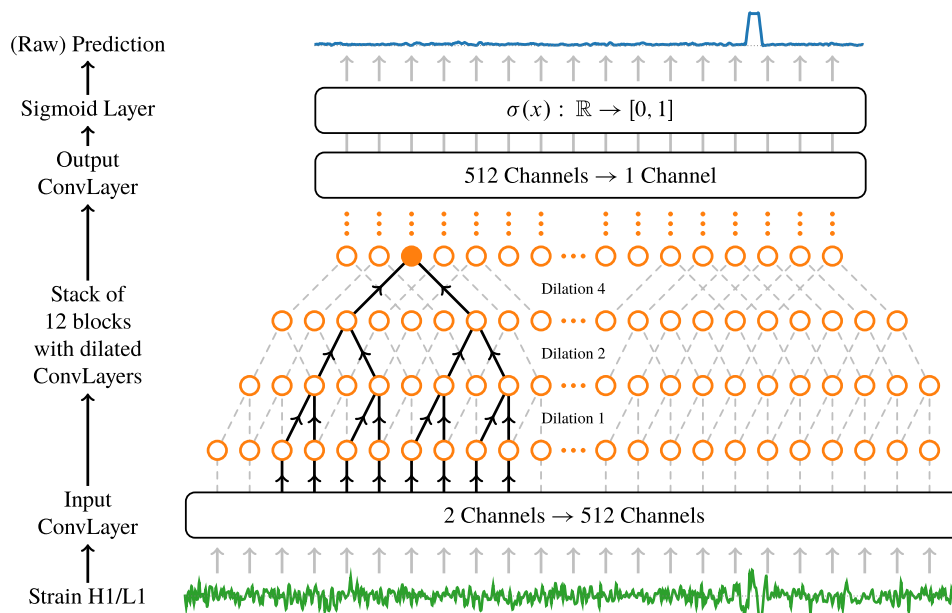 (Raw) Prediction
Sigmoid Layer
σ(x) : ℝ → [0, 1]
Output
ConvLayer
512 Channels → 1 Channel
Stack of
12 blocks
with dilated
ConvLayers
Dilation 4
Dilation 2
Dilation 1
Input
ConvLayer
2 Channels → 512 Channels
Strain H1/L1